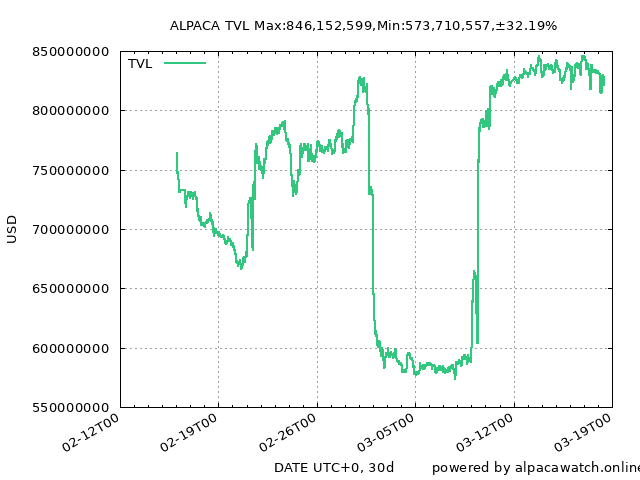 ALPACA TVL Max:846,152,599,Min:573,710,557,±32.19%
850000000
TVL
800000000
750000000
700000000
USD
650000000
600000000
550000000
02-12T00
02-19T00
02-26T00
03-05T00
03-12T00
03-19T00
DATE UTC+0, 30d
powered by alpacawatch.online